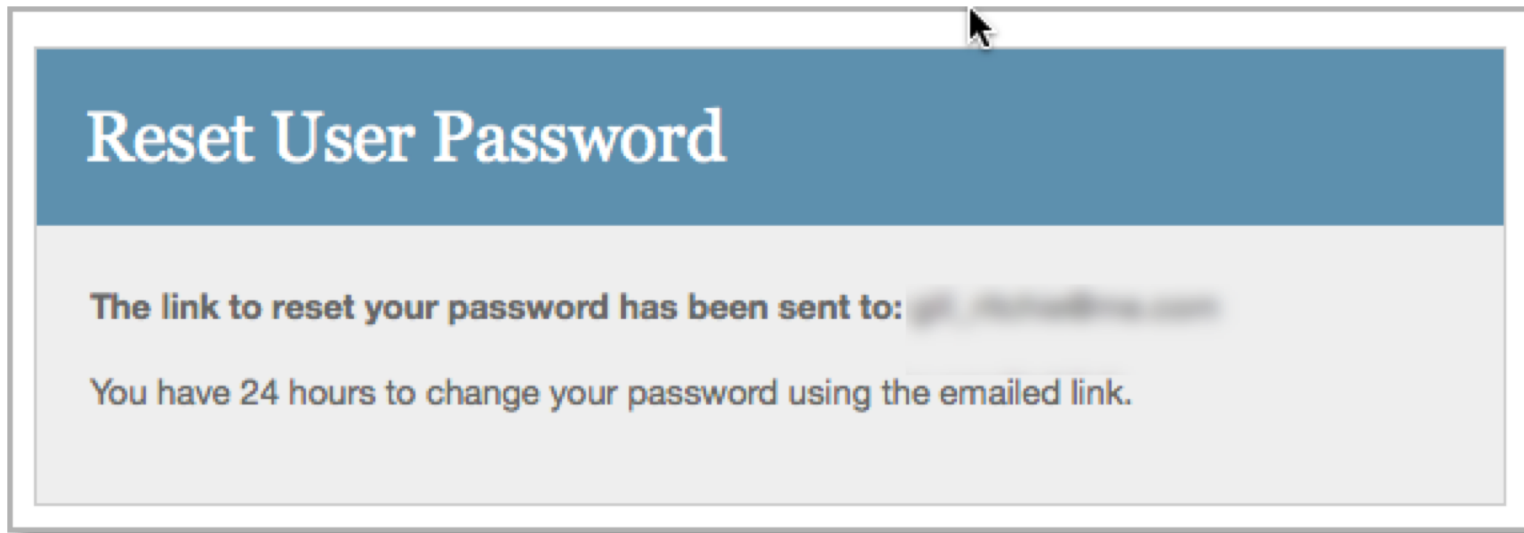 Reset User Password
The link to reset your password has been sent to:
You have 24 hours to change your password using the emailed link.